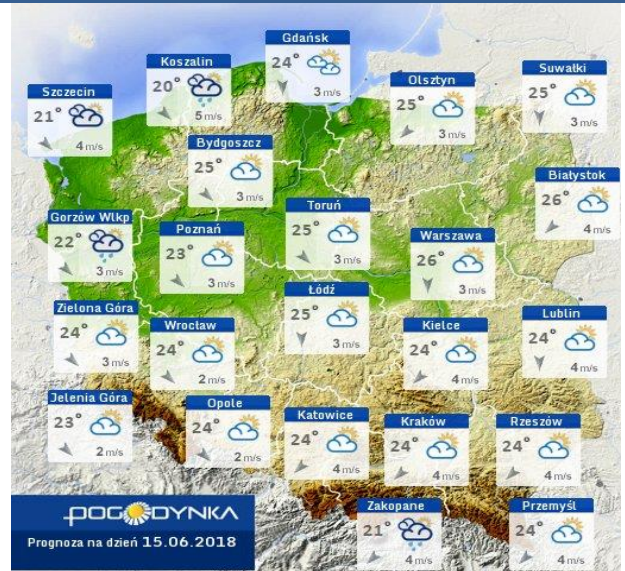 Gdańsk
24°
3 m/s
Koszalin
20°
5 m/s
Suwałki
25°
3 m/s
Olsztyn
25°
3 m/s
Szczecin
21°
4 m/s
Bydgoszcz
25°
3 m/s
Białystok
26°
4 m/s
Toruń
25°
3 m/s
Gorzów Wlkp
22°
3 m/s
Poznań
23°
3 m/s
Warszawa
26°
3 m/s
Łódź
25°
3 m/s
Zielona Góra
24°
3 m/s
Lublin
24°
4 m/s
Wrocław
24°
2 m/s
Kielce
24°
4 m/s
Jelenia Góra
23°
2 m/s
Opole
24°
2 m/s
Katowice
24°
4 m/s
Kraków
24°
4 m/s
Rzeszów
24°
4 m/s
Zakopane
21°
4 m/s
Przemyśl
24°
4 m/s
POGODYNKA
Prognoza na dzień 15.06.2018